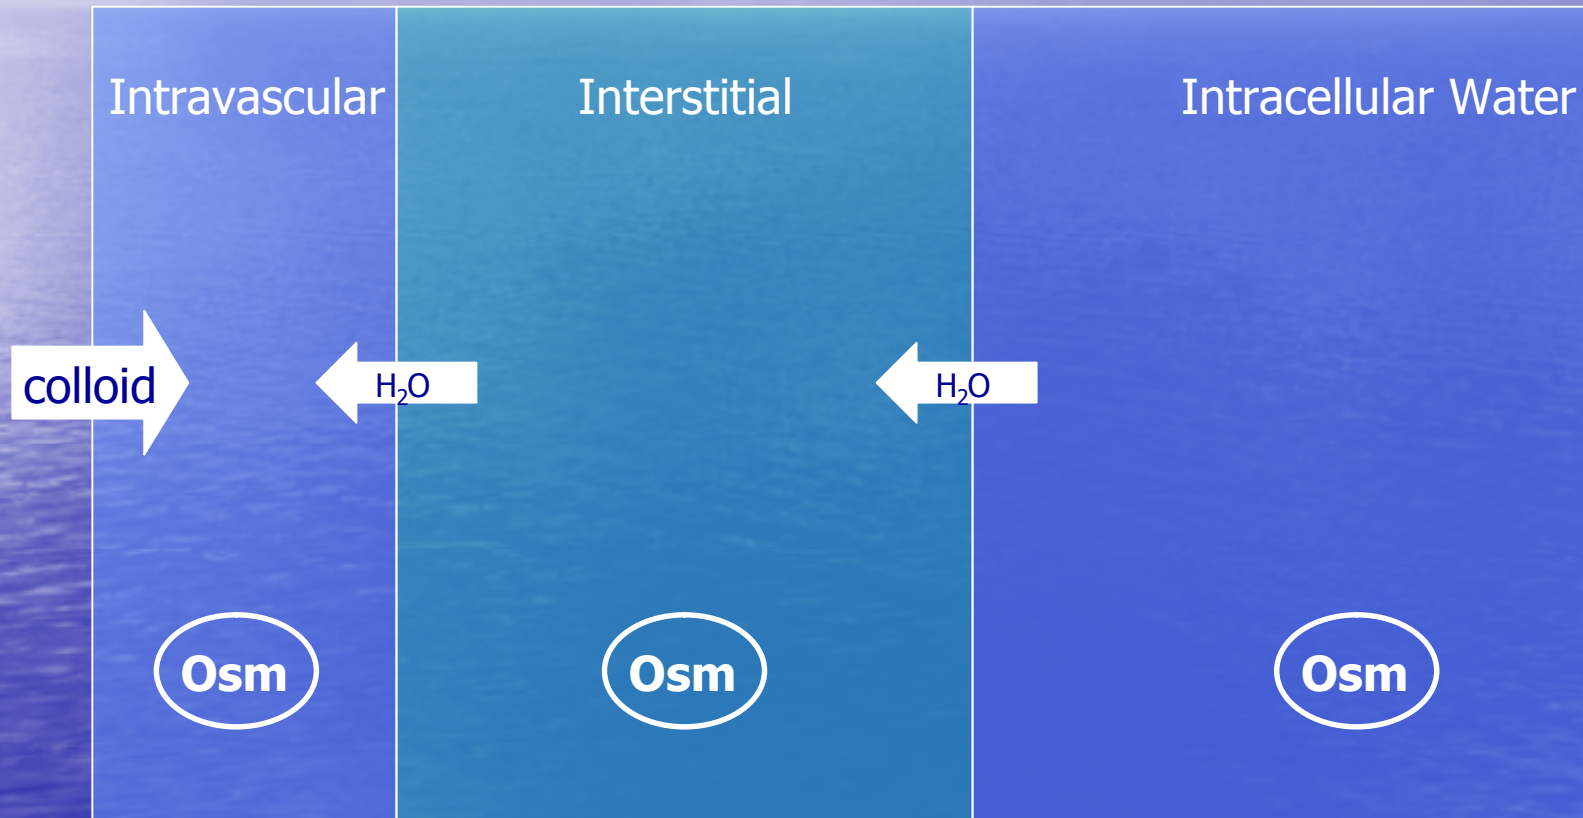 Intravascular
Interstitial
Intracellular Water
colloid
H₂O
H₂O
Osm
Osm
Osm